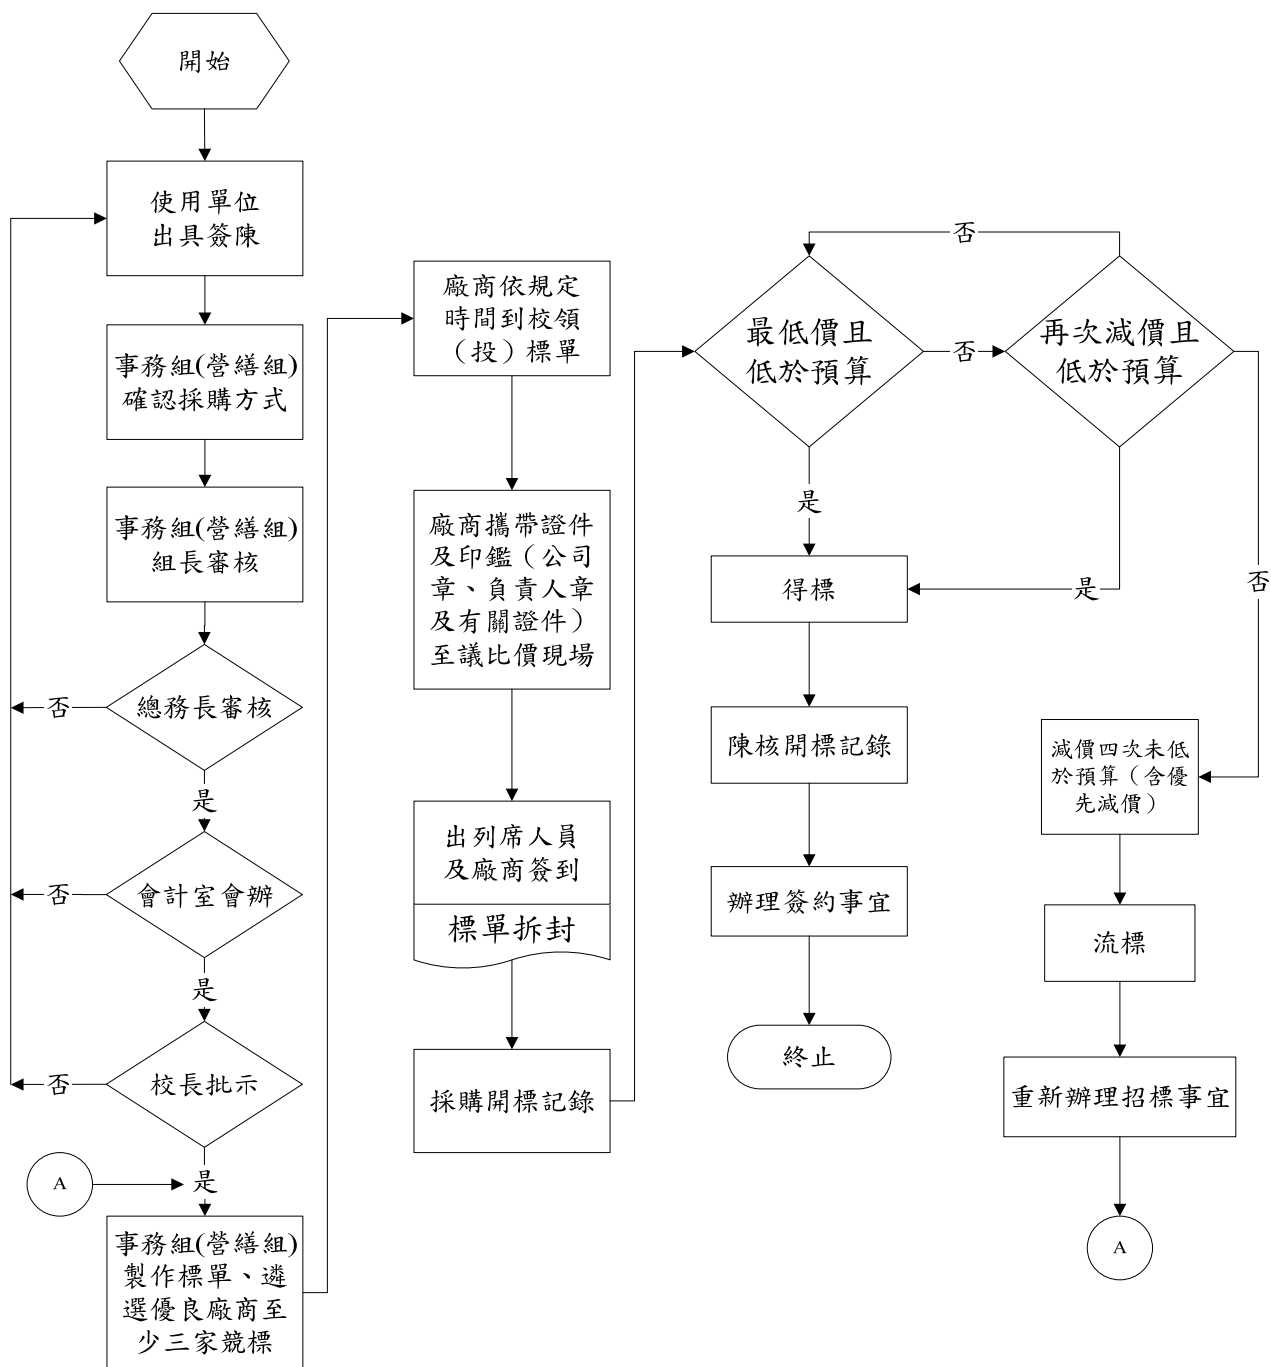 開始
使用單位
出具簽陳
事務組(營繕組)
確認採購方式
事務組(營繕組)
組長審核
總務長審核
否
是
會計室會辦
否
是
校長批示
否
是
A
事務組(營繕組)
製作標單、遴
選優良廠商至
少三家競標
廠商依規定
時間到校領
（投）標單
廠商攜帶證件
及印鑑（公司
章、負責人章
及有關證件）
至議比價現場
出列席人員
及廠商簽到
標單拆封
採購開標記錄
最低價且
低於預算
否
是
否
再次減價且
低於預算
是
否
得標
陳核開標記錄
辦理簽約事宜
終止
減價四次未低
於預算（含優
先減價）
流標
重新辦理招標事宜
A